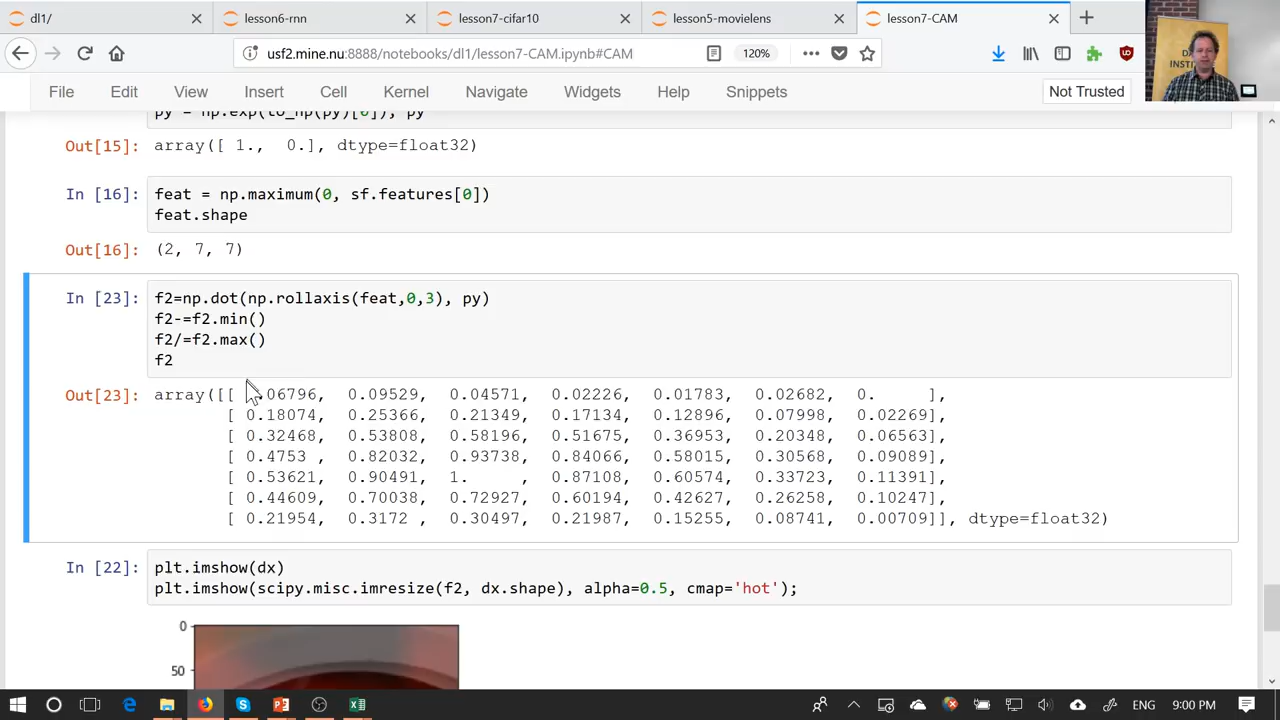 dl1/
lesson6-rnn
lesson7-cifar10
lesson5-movielens
lesson7-CAM
usf2.mine.nu:8888/notebooks/dl1/lesson7-CAM.ipynb#CAM
120%
File Edit View Insert Cell Kernel Navigate Widgets Help Snippets
Not Trusted
py = np.exp(to_np(py)[0]), py
Out[15]: array([ 1., 0.], dtype=float32)
In [16]: feat = np.maximum(0, sf.features[0])
feat.shape
Out[16]: (2, 7, 7)
In [23]: f2=np.dot(np.rollaxis(feat,0,3), py)
f2-=f2.min()
f2/=f2.max()
f2
Out[23]: array([[ .06796, 0.09529, 0.04571, 0.02226, 0.01783, 0.02682, 0. ],
[ 0.18074, 0.25366, 0.21349, 0.17134, 0.12896, 0.07998, 0.02269],
[ 0.32468, 0.53808, 0.58196, 0.51675, 0.36953, 0.20348, 0.06563],
[ 0.4753 , 0.82032, 0.93738, 0.84066, 0.58015, 0.30568, 0.09089],
[ 0.53621, 0.90491, 1. , 0.87108, 0.60574, 0.33723, 0.11391],
[ 0.44609, 0.70038, 0.72927, 0.60194, 0.42627, 0.26258, 0.10247],
[ 0.21954, 0.3172 , 0.30497, 0.21987, 0.15255, 0.08741, 0.00709]], dtype=float32)
In [22]: plt.imshow(dx)
plt.imshow(scipy.misc.imresize(f2, dx.shape), alpha=0.5, cmap='hot');
0
50
ENG 9:00 PM